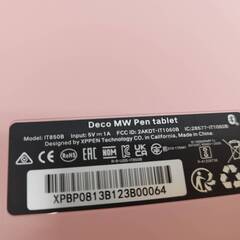 Deco MW Pen tablet
Model: IT850B Input: 5V⎓1A FCC ID: 2AKDT-IT1060B IC:28677-IT1060B
Designed by XPPEN Technology CO. in California. Made in China
XPBP0813B123B00064